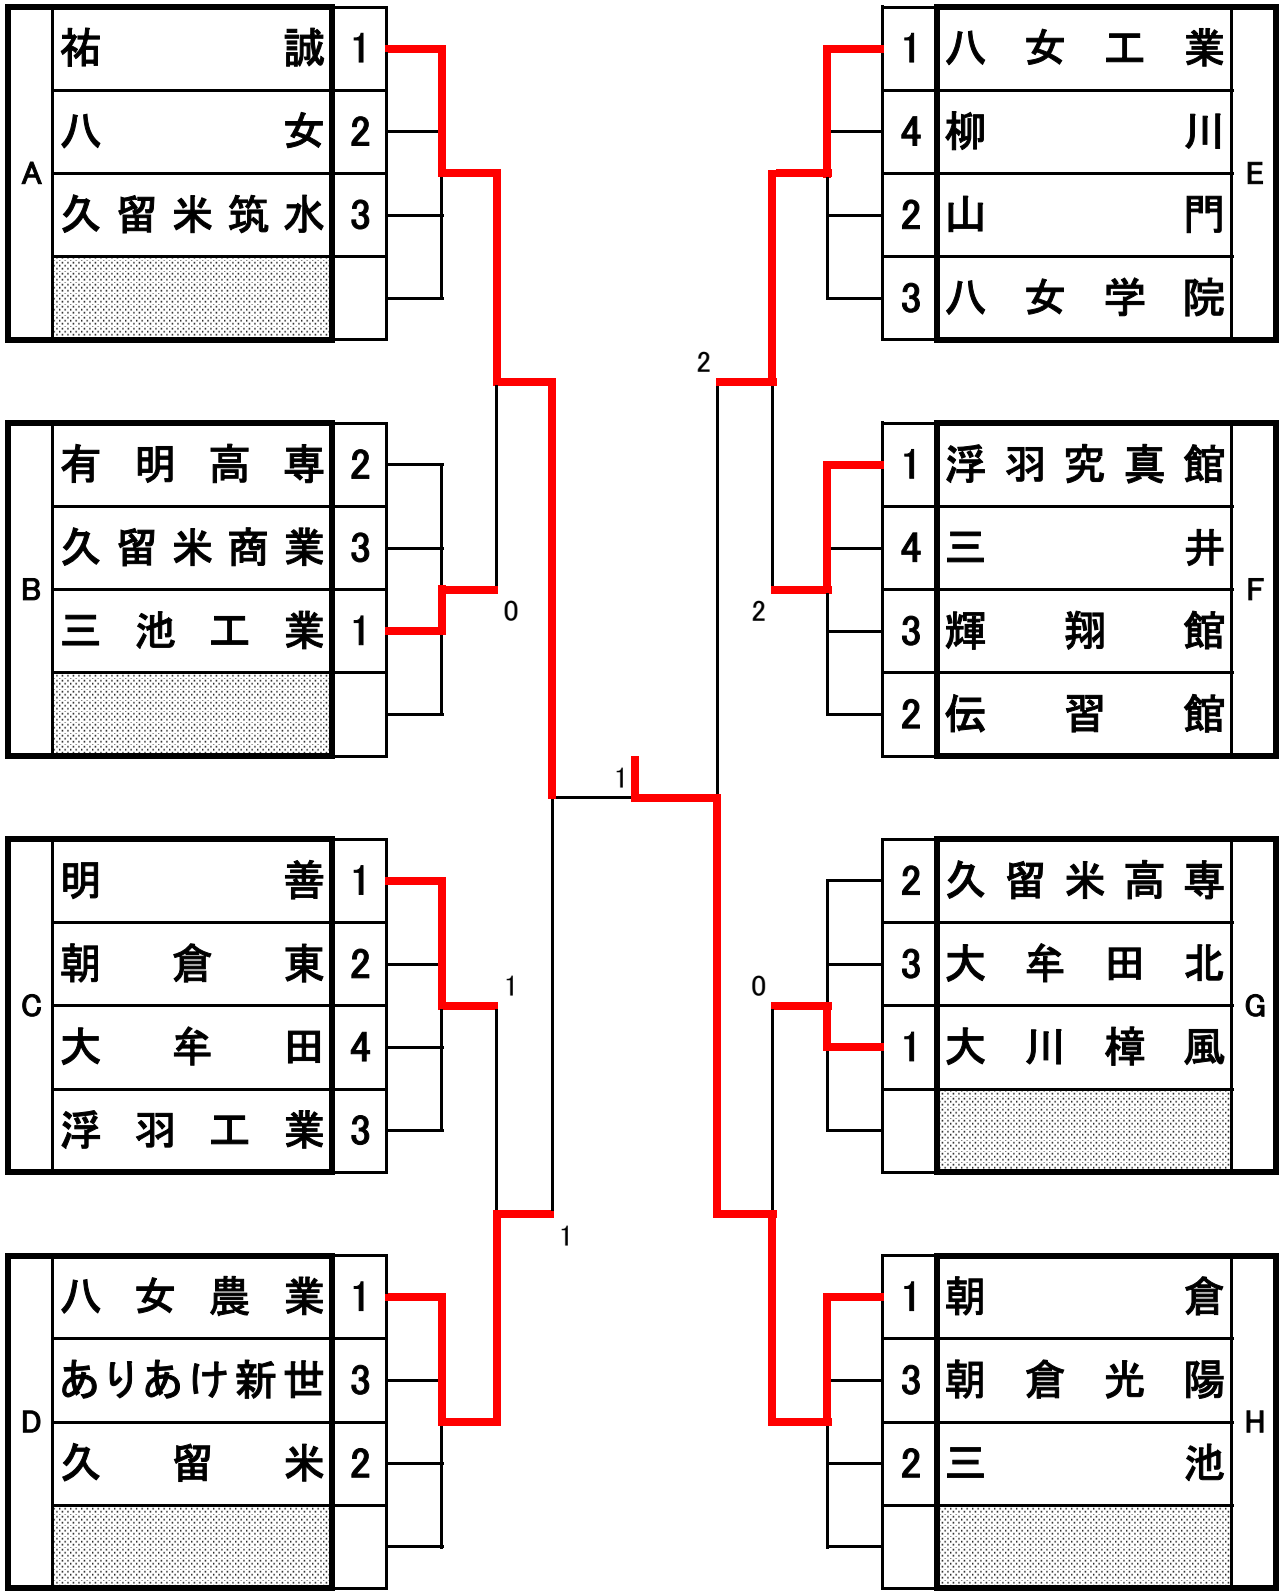 A
祐誠 1
八女 2
久留米筑水 3
B
有明高専 2
久留米商業 3
三池工業 1
C
明善 1
朝倉東 2
大牟田 4
浮羽工業 3
D
八女農業 1
ありあけ新世 3
久留米 2
0
1
1
1
2
2
0
E
1 八女工業
4 柳川
2 山門
3 八女学院
F
1 浮羽究真館
4 三井
3 輝翔館
2 伝習館
G
2 久留米高専
3 大牟田北
1 大川樟風
H
1 朝倉
3 朝倉光陽
2 三池